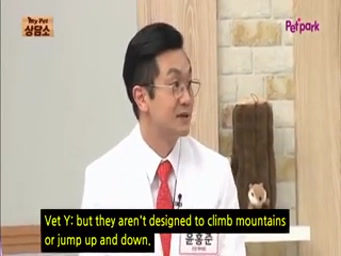 My Pet
상담소
Petpark
Vet Y: but they aren't designed to climb mountains
or jump up and down.
윤홍준